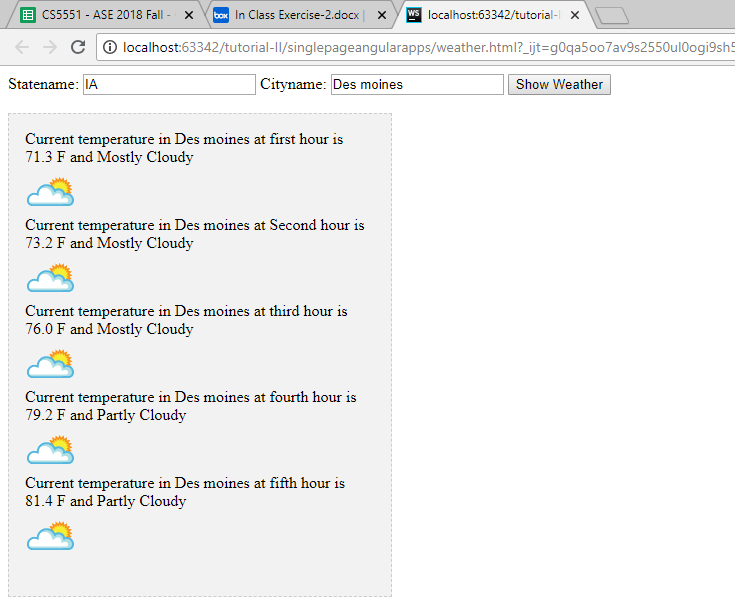 CS5551 - ASE 2018 Fall -
In Class Exercise-2.docx |
localhost:63342/tutorial-
localhost:63342/tutorial-II/singlepageangularapps/weather.html?_ijt=g0qa5oo7av9s2550ul0ogi9sh5
Statename: IA Cityname: Des moines Show Weather
Current temperature in Des moines at first hour is
71.3 F and Mostly Cloudy
Current temperature in Des moines at Second hour is
73.2 F and Mostly Cloudy
Current temperature in Des moines at third hour is
76.0 F and Mostly Cloudy
Current temperature in Des moines at fourth hour is
79.2 F and Partly Cloudy
Current temperature in Des moines at fifth hour is
81.4 F and Partly Cloudy